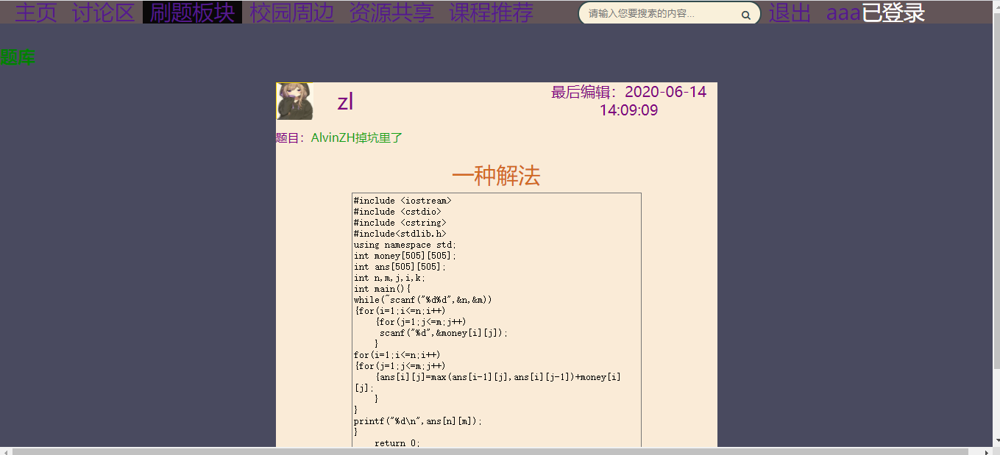 主页 讨论区 刷题板块 校园周边 资源共享 课程推荐 请输入您要搜索的内容... 退出 aaa已登录
题库
zl
最后编辑：2020-06-14
14:09:09
题目：AlvinZH掉坑里了
一种解法
#include <iostream>
#include <cstdio>
#include <cstring>
#include<stdlib.h>
using namespace std;
int money[505][505];
int ans[505][505];
int n,m,j,i,k;
int main(){
while(~scanf("%d%d",&n,&m))
{for(i=1;i<=n;i++)
{for(j=1;j<=m;j++)
scanf("%d",&money[i][j]);
}
for(i=1;i<=n;i++)
{for(j=1;j<=m;j++)
{ans[i][j]=max(ans[i-1][j],ans[i][j-1])+money[i]
[j];
}
}
printf("%d\n",ans[n][m]);
}
return 0;